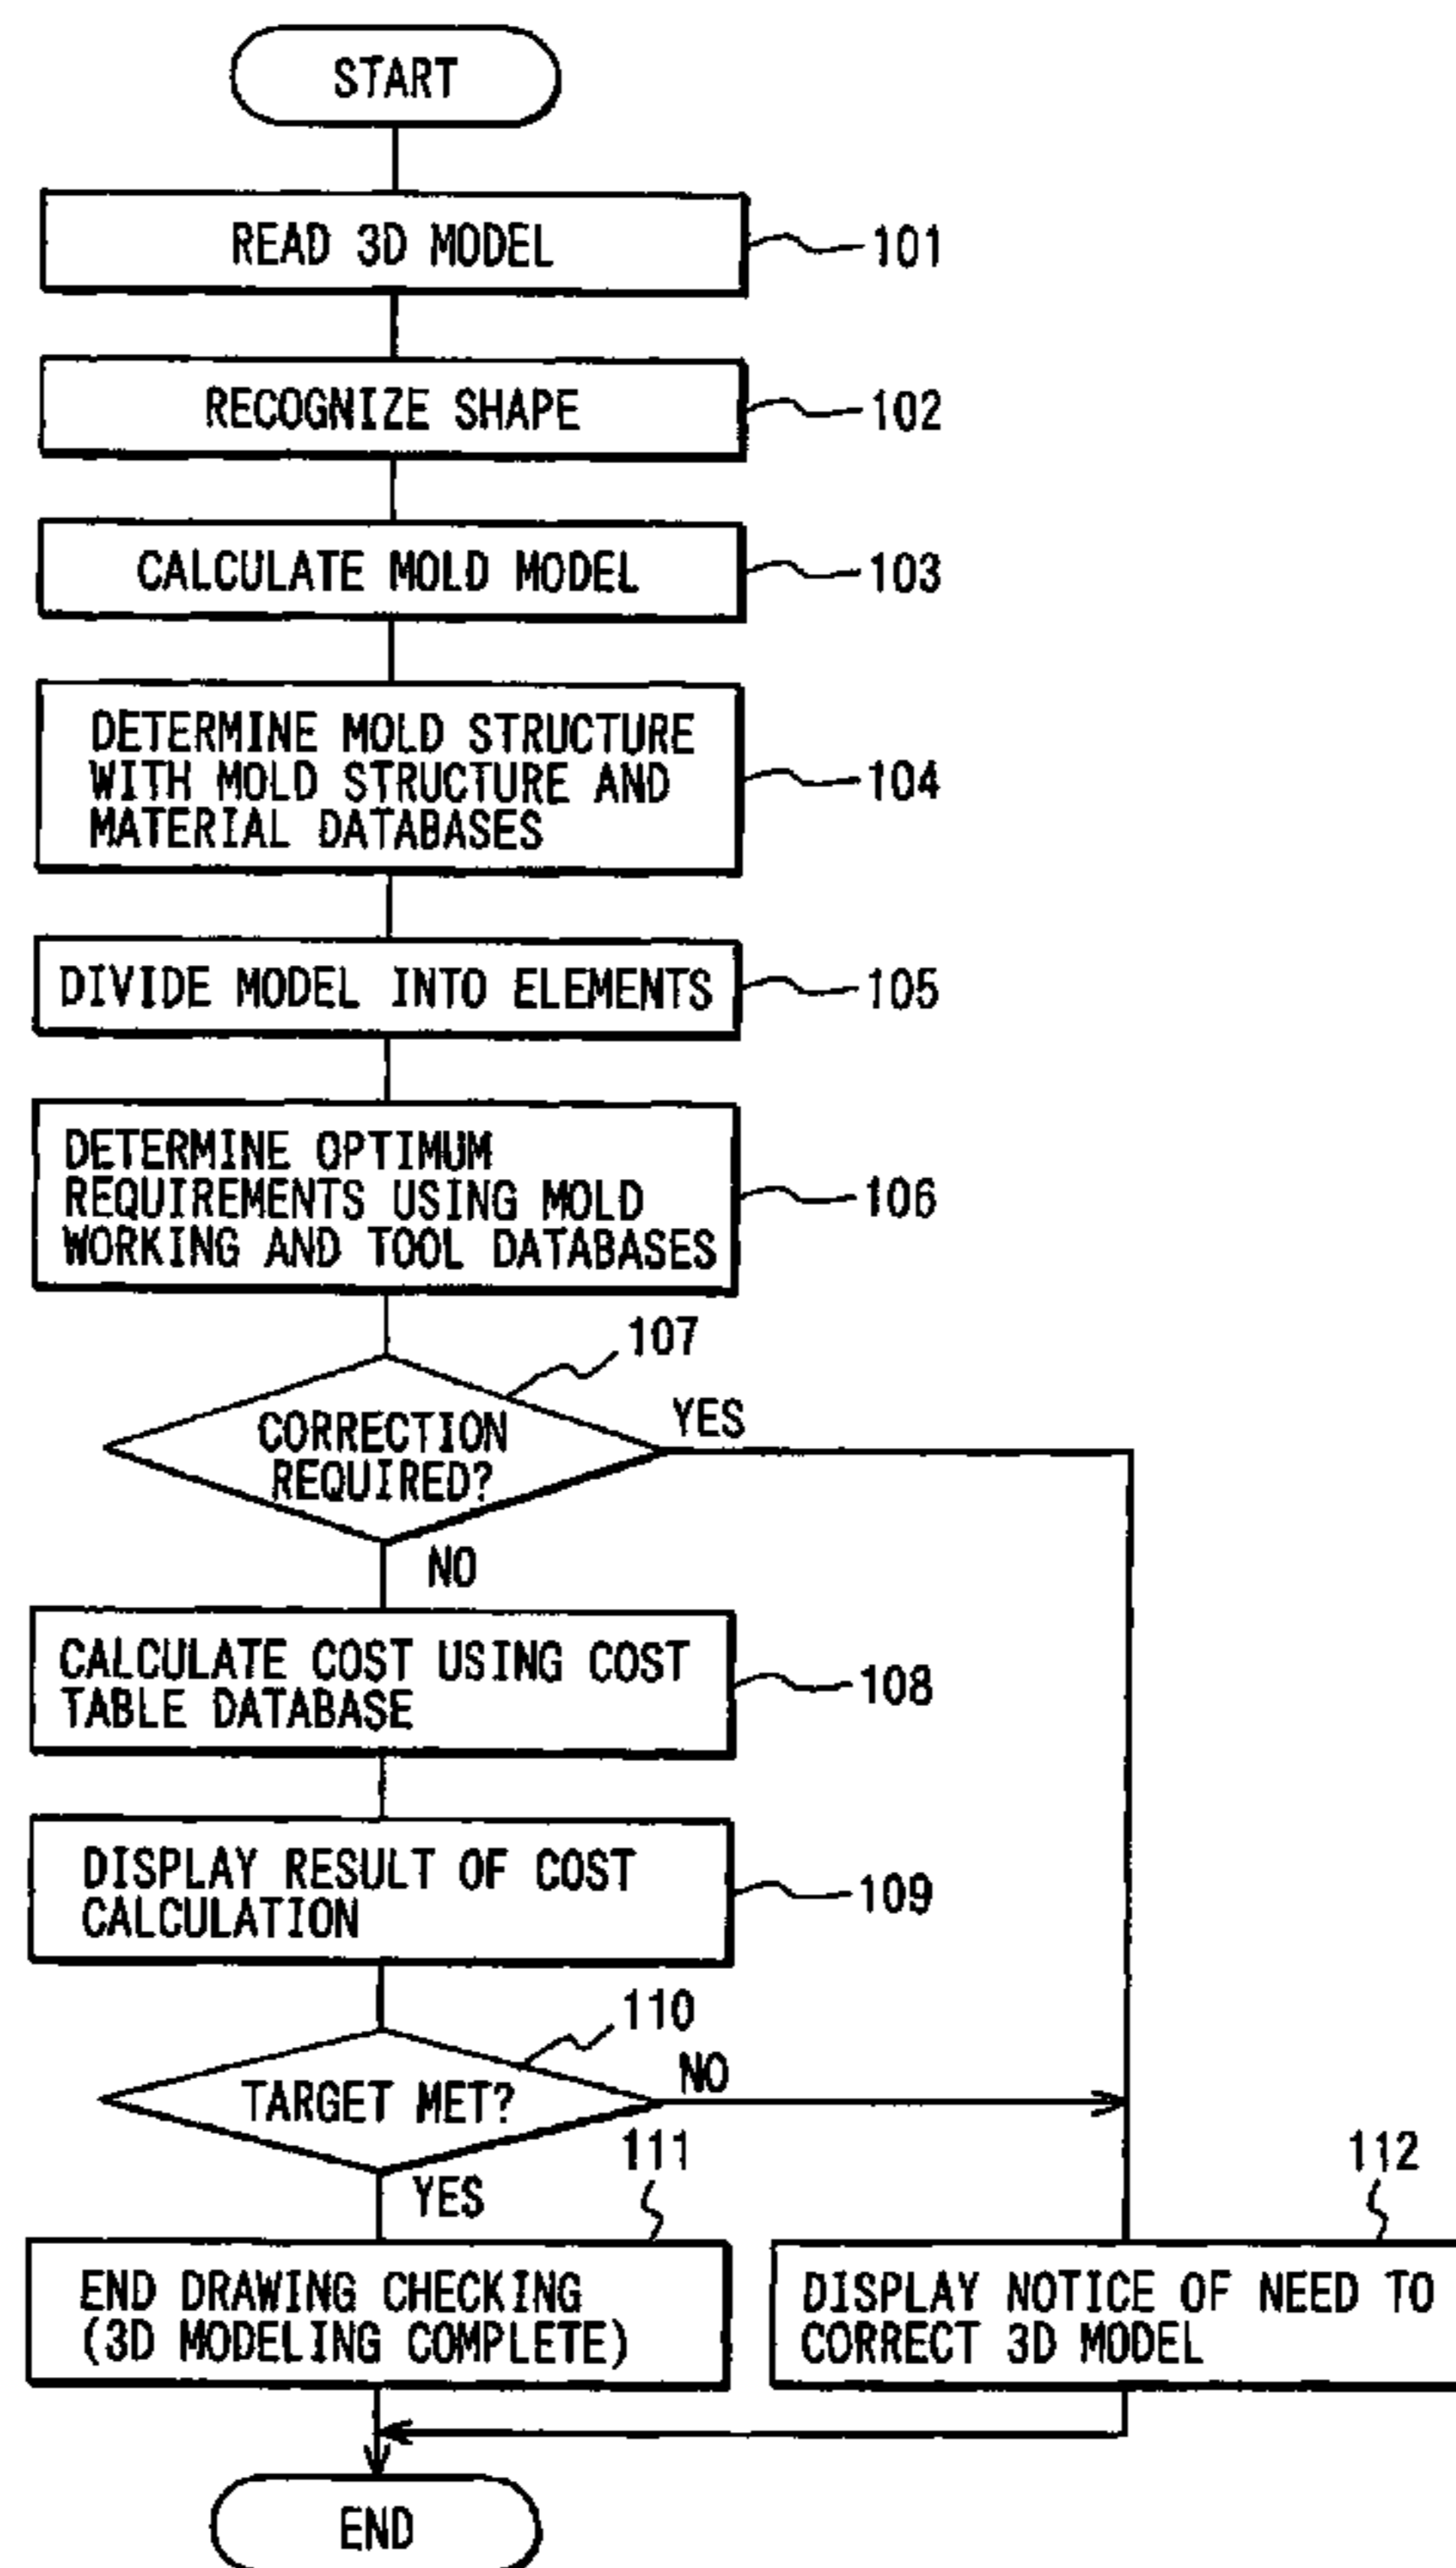 START
READ 3D MODEL
101
RECOGNIZE SHAPE
102
CALCULATE MOLD MODEL
103
DETERMINE MOLD STRUCTURE
WITH MOLD STRUCTURE AND
MATERIAL DATABASES
104
DIVIDE MODEL INTO ELEMENTS
105
DETERMINE OPTIMUM
REQUIREMENTS USING MOLD
WORKING AND TOOL DATABASES
106
107
CORRECTION
REQUIRED?
YES
NO
CALCULATE COST USING COST
TABLE DATABASE
108
DISPLAY RESULT OF COST
CALCULATION
109
110
TARGET MET?
NO
YES
111
END DRAWING CHECKING
(3D MODELING COMPLETE)
112
DISPLAY NOTICE OF NEED TO
CORRECT 3D MODEL
END